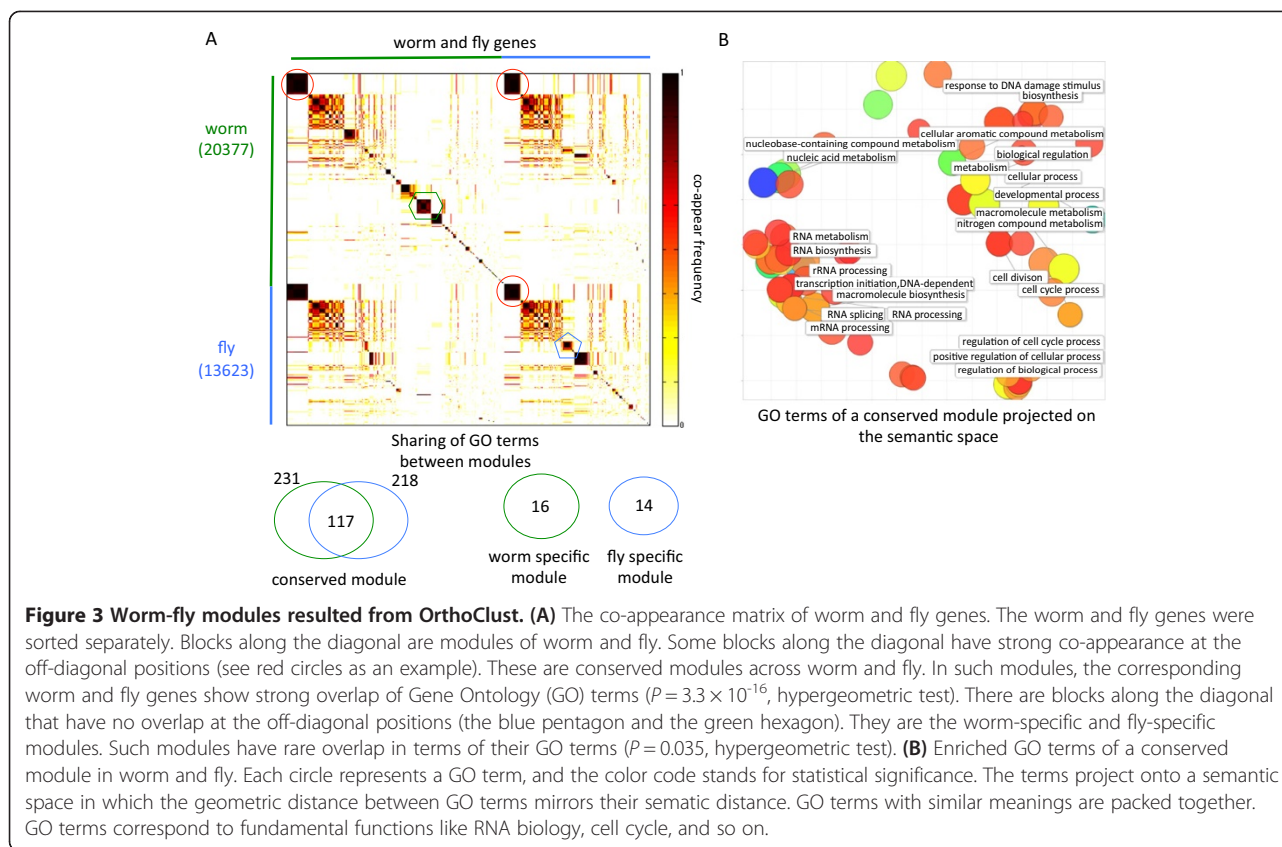 A
B
worm and fly genes
worm
(20377)
fly
(13623)
1
co-appear frequency
0
response to DNA damage stimulus
biosynthesis
cellular aromatic compound metabolism
nucleobase-containing compound metabolism
biological regulation
nucleic acid metabolism
metabolism
cellular process
developmental process
macromolecule metabolism
nitrogen compound metabolism
RNA metabolism
RNA biosynthesis
rRNA processing
cell divison
transcription initiation,DNA-dependent
cell cycle process
macromolecule biosynthesis
RNA splicing
RNA processing
mRNA processing
regulation of cell cycle process
positive regulation of cellular process
regulation of biological process
GO terms of a conserved module projected on
the semantic space
Sharing of GO terms
between modules
231
218
117
16
14
conserved module
worm specific
module
fly specific
module
Figure 3 Worm-fly modules resulted from OrthoClust. (A) The co-appearance matrix of worm and fly genes. The worm and fly genes were
sorted separately. Blocks along the diagonal are modules of worm and fly. Some blocks along the diagonal have strong co-appearance at the
off-diagonal positions (see red circles as an example). These are conserved modules across worm and fly. In such modules, the corresponding
worm and fly genes show strong overlap of Gene Ontology (GO) terms (P = 3.3 × 10⁻¹⁶, hypergeometric test). There are blocks along the diagonal
that have no overlap at the off-diagonal positions (the blue pentagon and the green hexagon). They are the worm-specific and fly-specific
modules. Such modules have rare overlap in terms of their GO terms (P = 0.035, hypergeometric test). (B) Enriched GO terms of a conserved
module in worm and fly. Each circle represents a GO term, and the color code stands for statistical significance. The terms project onto a semantic
space in which the geometric distance between GO terms mirrors their sematic distance. GO terms with similar meanings are packed together.
GO terms correspond to fundamental functions like RNA biology, cell cycle, and so on.